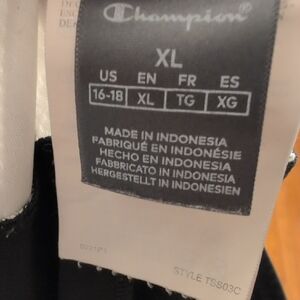 Champion®
XL
US EN FR ES
16-18 XL TG XG
MADE IN INDONESIA
FABRIQUÉ EN INDONÉSIE
HECHO EN INDONESIA
FABBRICATO IN INDONESIA
HERGESTELLT IN INDONESIEN
STYLE TS803C